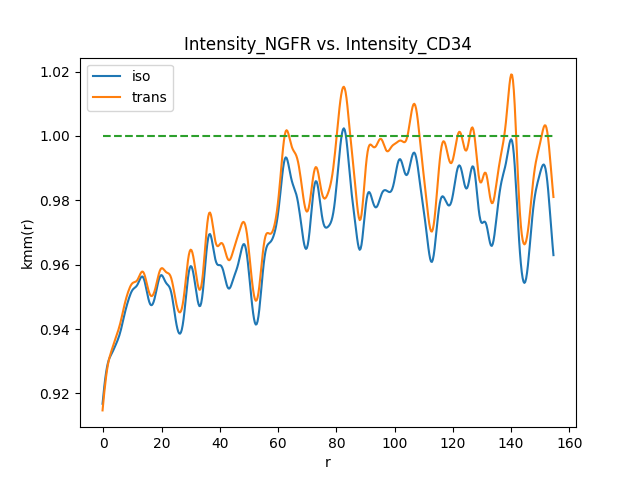 Intensity_NGFR vs. Intensity_CD34
iso
trans
1.02
1.00
0.98
0.96
0.94
0.92
kmm(r)
0 20 40 60 80 100 120 140 160
r